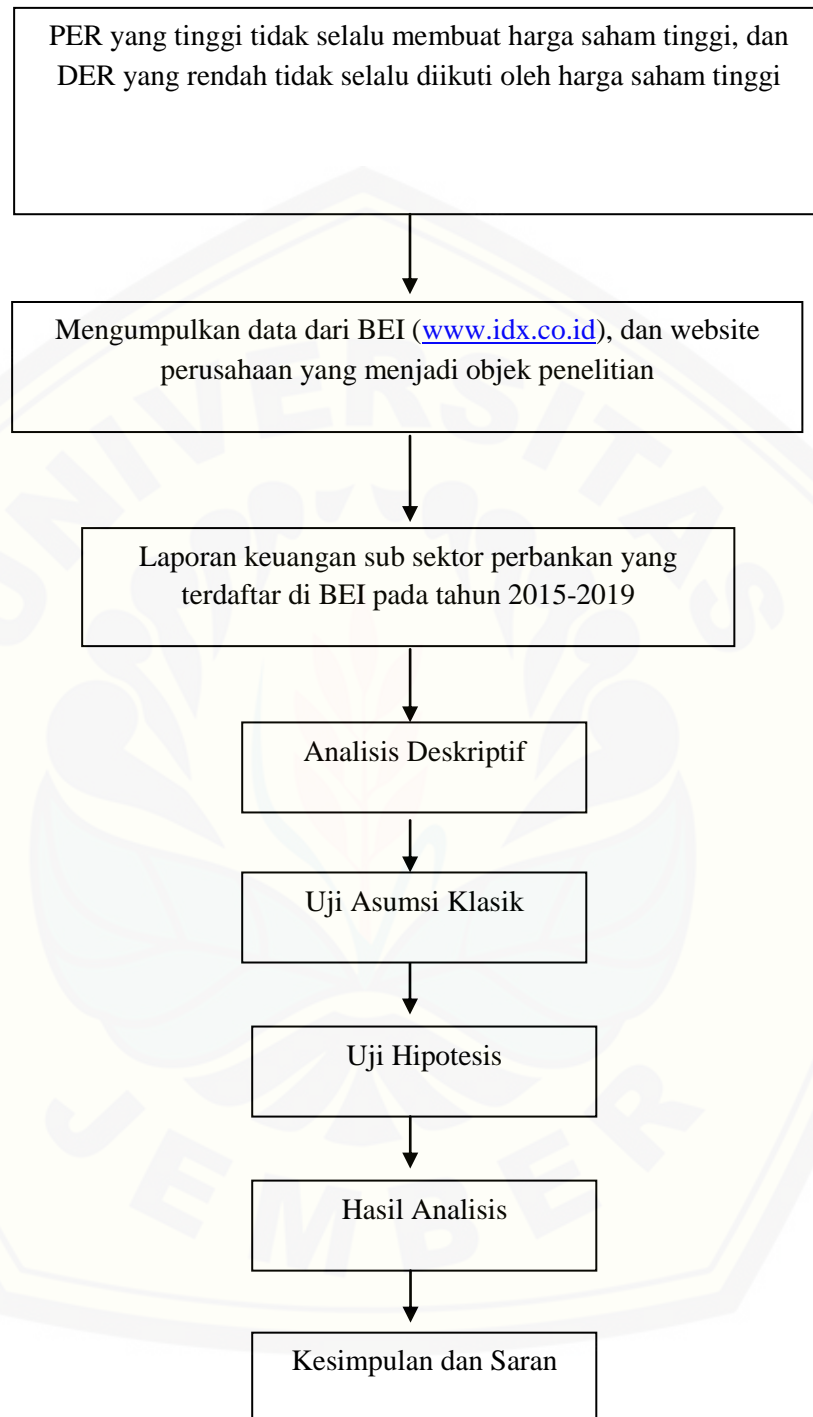 PER yang tinggi tidak selalu membuat harga saham tinggi, dan
DER yang rendah tidak selalu diikuti oleh harga saham tinggi
Mengumpulkan data dari BEI (www.idx.co.id), dan website
perusahaan yang menjadi objek penelitian
Laporan keuangan sub sektor perbankan yang
terdaftar di BEI pada tahun 2015-2019
Analisis Deskriptif
Uji Asumsi Klasik
Uji Hipotesis
Hasil Analisis
Kesimpulan dan Saran
UNIVERSITAS
JEMBER